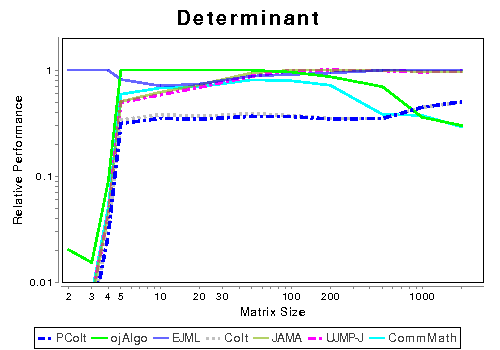 Determinant
Relative Performance
1
0.1
0.01
2 3 4 5 10 20 30 100 200 1000
Matrix Size
PColt ojAlgo EJML Colt JAMA UJMP-J CommMath